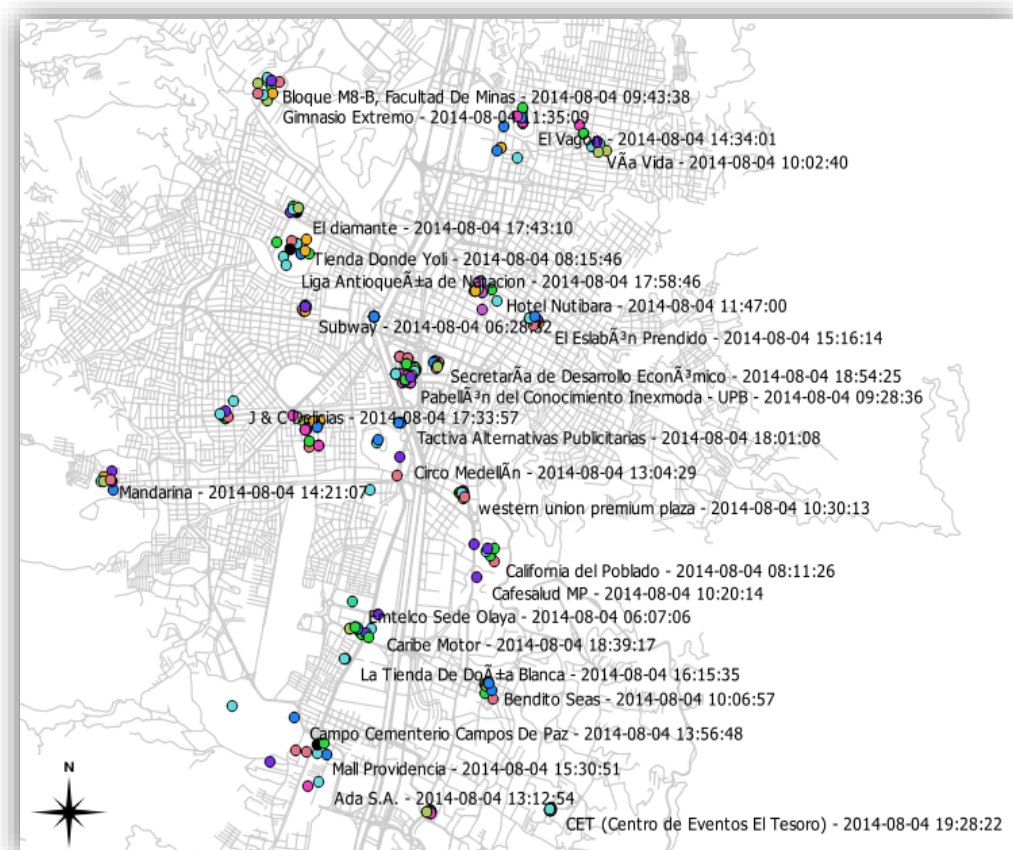 Bloque M8-B, Facultad De Minas - 2014-08-04 09:43:38
Gimnasio Extremo - 2014-08-04 11:35:09
El Vagón - 2014-08-04 14:34:01
VÃa Vida - 2014-08-04 10:02:40
El diamante - 2014-08-04 17:43:10
Tienda Donde Yoli - 2014-08-04 08:15:46
Liga AntioqueÃ±a de Natacion - 2014-08-04 17:58:46
Hotel Nutibara - 2014-08-04 11:47:00
Subway - 2014-08-04 06:28:32
El EslabÃ³n Prendido - 2014-08-04 15:16:14
SecretarÃa de Desarrollo EconÃ³mico - 2014-08-04 18:54:25
PabellÃ³n del Conocimiento Inexmoda - UPB - 2014-08-04 09:28:36
J & C Delicias - 2014-08-04 17:33:57
Tactiva Alternativas Publicitarias - 2014-08-04 18:01:08
Circo MedellÃn - 2014-08-04 13:04:29
Mandarina - 2014-08-04 14:21:07
western union premium plaza - 2014-08-04 10:30:13
California del Poblado - 2014-08-04 08:11:26
Cafesalud MP - 2014-08-04 10:20:14
Emtelco Sede Olaya - 2014-08-04 06:07:06
Caribe Motor - 2014-08-04 18:39:17
La Tienda De DoÃ±a Blanca - 2014-08-04 16:15:35
Bendito Seas - 2014-08-04 10:06:57
Campo Cementerio Campos De Paz - 2014-08-04 13:56:48
Mall Providencia - 2014-08-04 15:30:51
N
Ada S.A. - 2014-08-04 13:12:54
CET (Centro de Eventos El Tesoro) - 2014-08-04 19:28:22